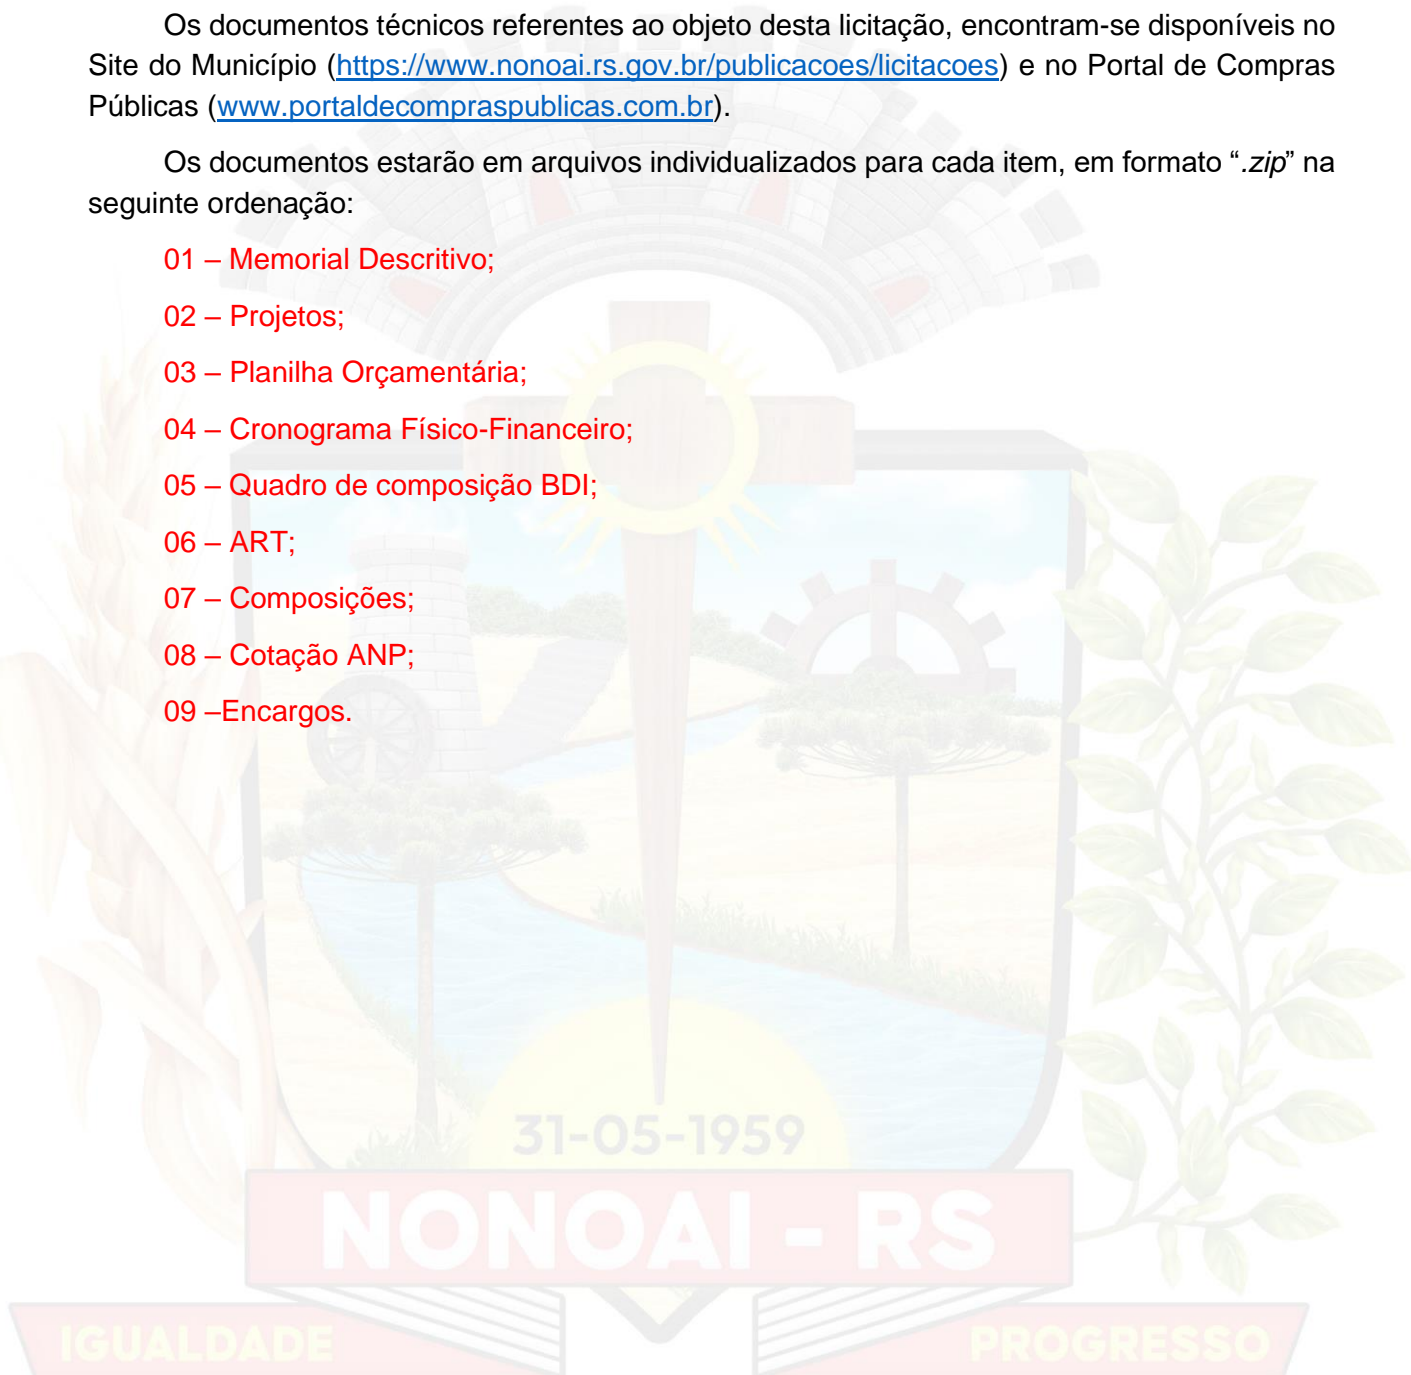 Os documentos técnicos referentes ao objeto desta licitação, encontram-se disponíveis no
Site do Município (https://www.nonoai.rs.gov.br/publicacoes/licitacoes) e no Portal de Compras
Públicas (www.portaldecompraspublicas.com.br).
Os documentos estarão em arquivos individualizados para cada item, em formato “.zip” na
seguinte ordenação:
01 – Memorial Descritivo;
02 – Projetos;
03 – Planilha Orçamentária;
04 – Cronograma Físico-Financeiro;
05 – Quadro de composição BDI;
06 – ART;
07 – Composições;
08 – Cotação ANP;
09 –Encargos.
31-05-1959
NONOAI - RS
IGUALDADE
PROGRESSO